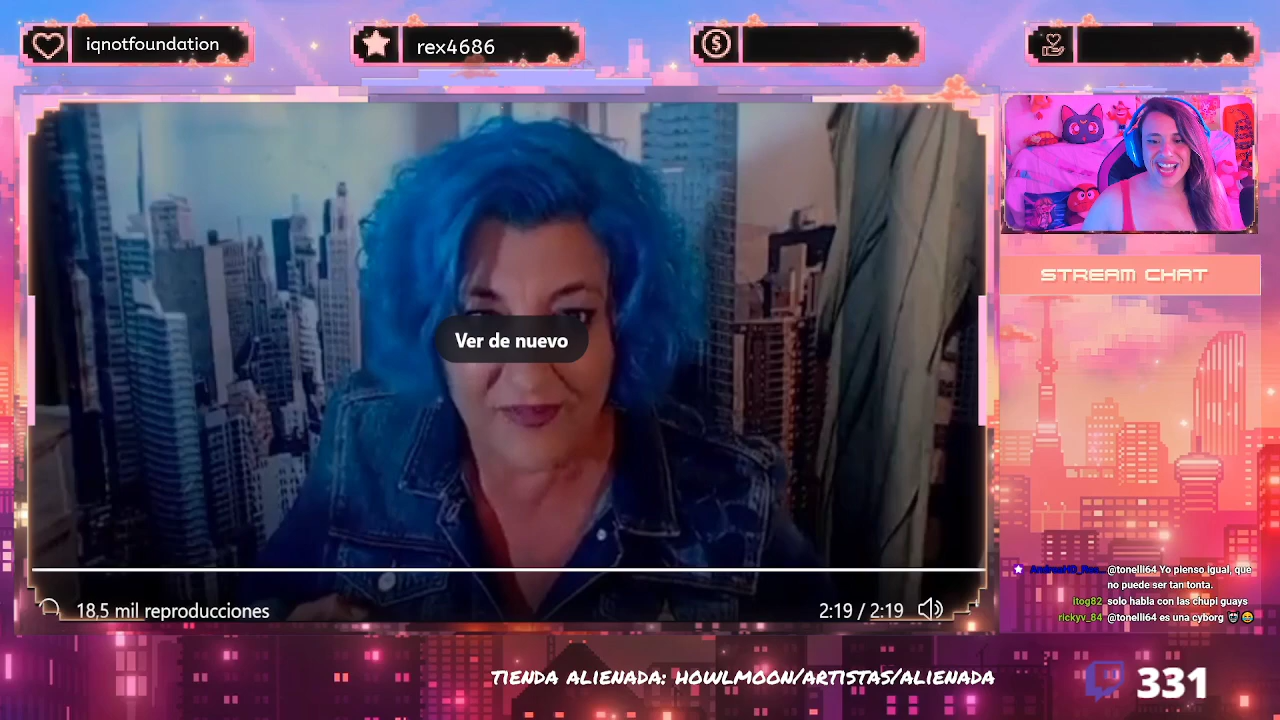 iqnotfoundation
rex4686
Ver de nuevo
18,5 mil reproducciones
2:19 / 2:19
STREAM CHAT
@tonelli64 Yo pienso igual, que
no puede ser tan tonta.
itog82 solo habla con las chupi guays
rickyv_84 @tonelli64 es una cyborg
TIENDA ALIENADA: HOWLMOON/ARTISTAS/ALIENADA
331